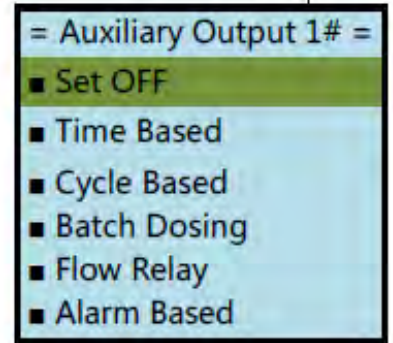 = Auxiliary Output 1# =
■ Set OFF
■ Time Based
■ Cycle Based
■ Batch Dosing
■ Flow Relay
■ Alarm Based